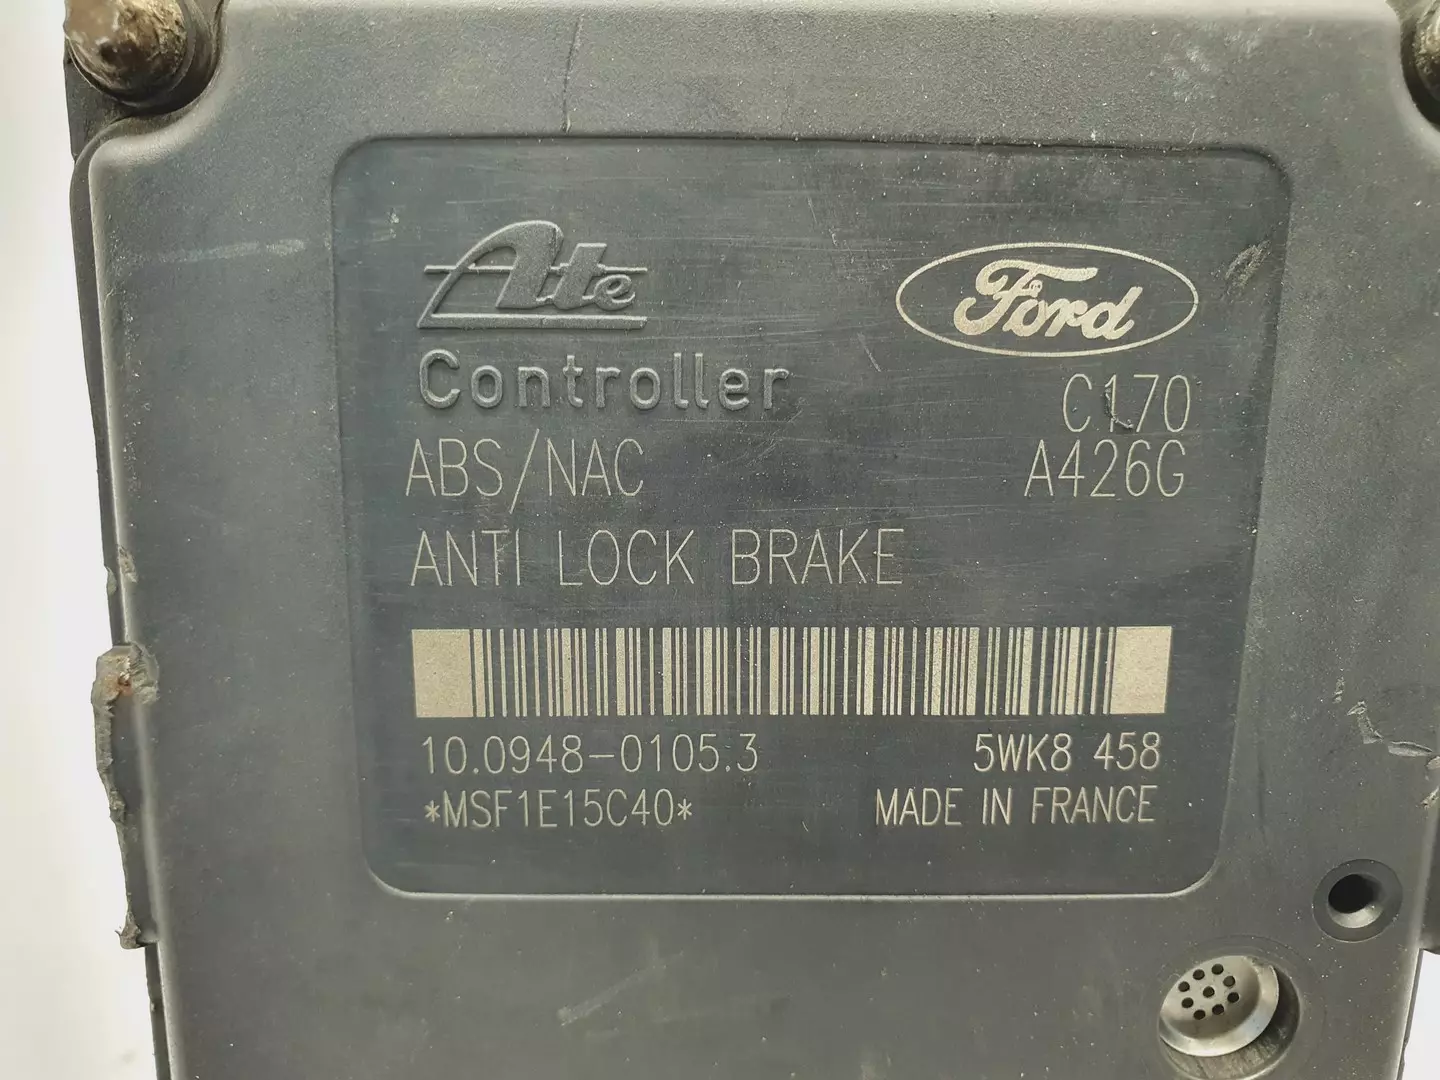 Ate
Ford
Controller
C170
ABS/NAC
A426G
ANTI LOCK BRAKE
10.0948-0105.3
5WK8 458
*MSF1E15C40*
MADE IN FRANCE